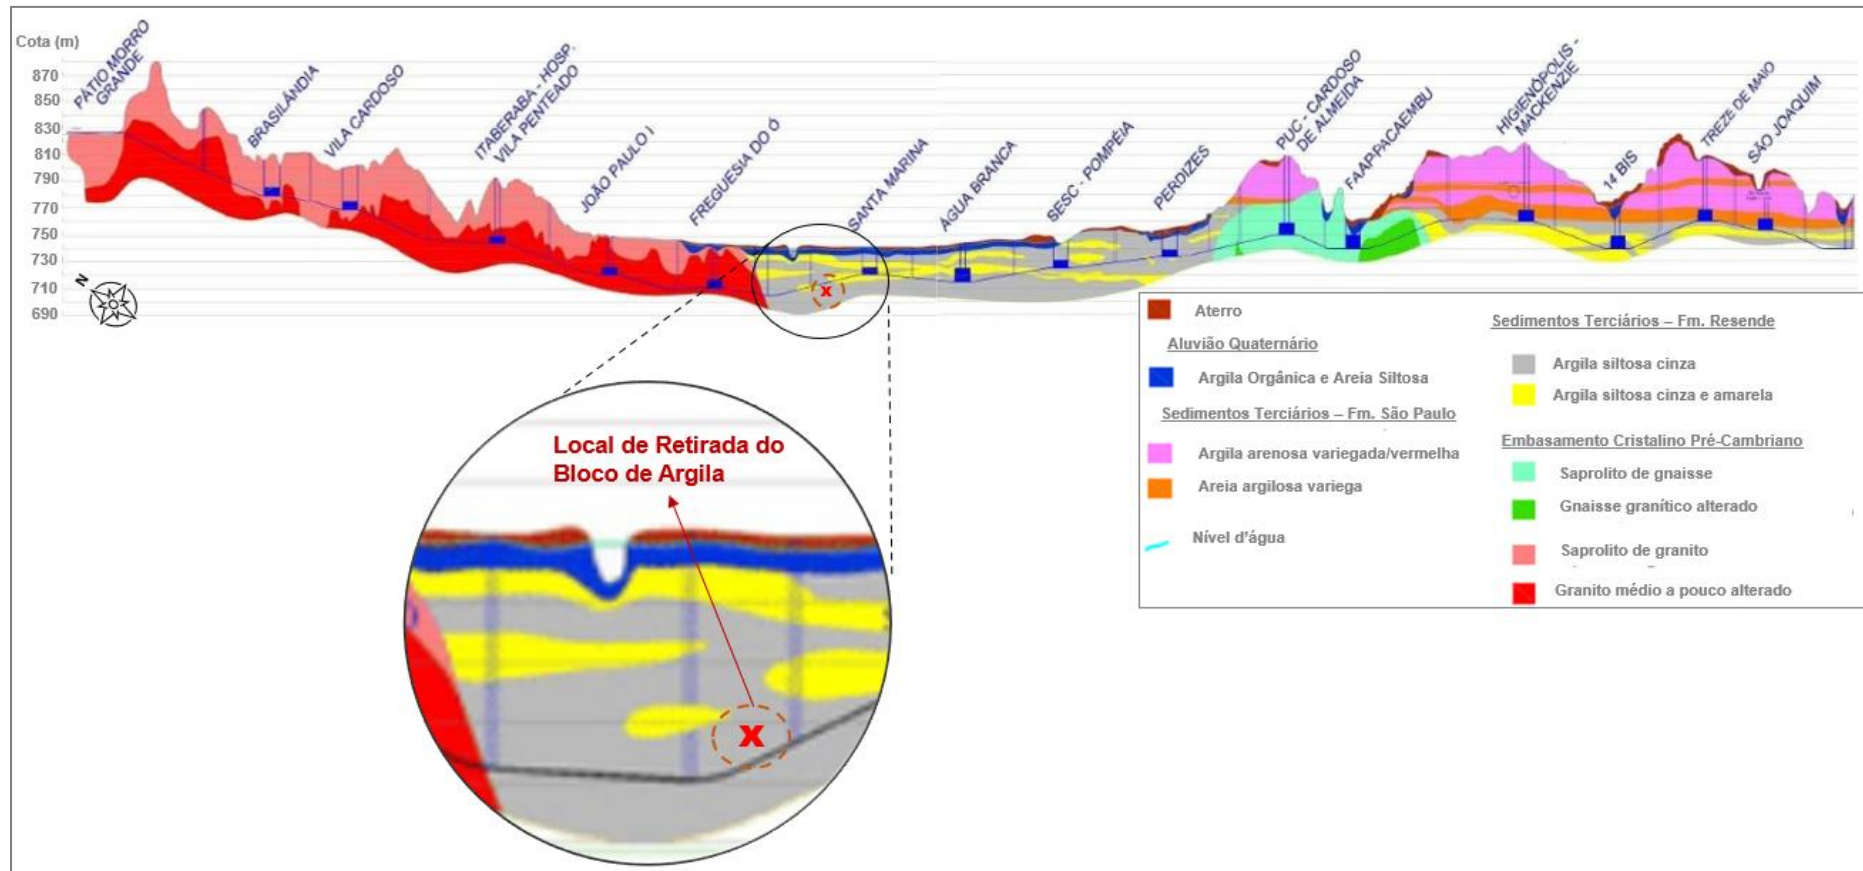 Cota (m)
870
850
830
810
790
770
750
730
710
690
PÁTIO MORRO
GRANDE
BRASILÂNDIA
VILA CARDOSO
ITABERABA - HOSP.
VILA PENTEADO
JOÃO PAULO I
FREGUESIA DO Ó
SANTA MARINA
ÁGUA BRANCA
SESC - POMPÉIA
PERDIZES
PUC - CARDOSO
DE ALMEIDA
FAAP-PACAEMBU
HIGIENÓPOLIS -
MACKENZIE
14 BIS
TREZE DE MAIO
SÃO JOAQUIM
N
X
Local de Retirada do
Bloco de Argila
X
Aterro
Aluvião Quaternário
Argila Orgânica e Areia Siltosa
Sedimentos Terciários – Fm. São Paulo
Argila arenosa variegada/vermelha
Areia argilosa variega
Nível d'água
Sedimentos Terciários – Fm. Resende
Argila siltosa cinza
Argila siltosa cinza e amarela
Embasamento Cristalino Pré-Cambriano
Saprolito de gnaisse
Gnaisse granítico alterado
Saprolito de granito
Granito médio a pouco alterado